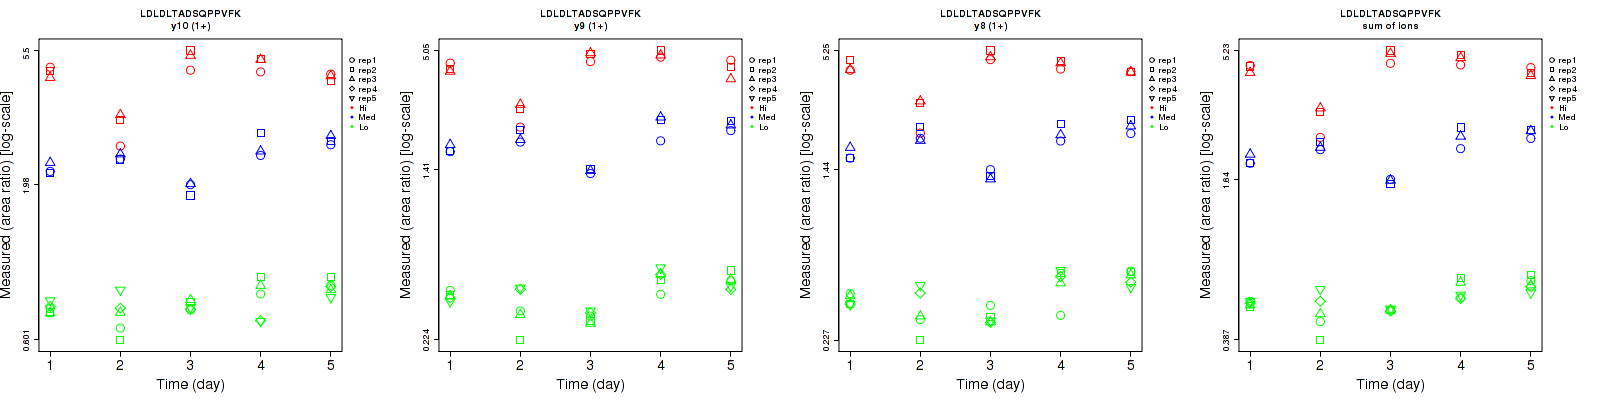 LDLDLTADSQPPVFK
y10 (1+)
Measured (area ratio) [log-scale]
5.5
1.98
0.601
1 2 3 4 5
Time (day)
rep1
rep2
rep3
rep4
rep5
Hi
Med
Lo
LDLDLTADSQPPVFK
y9 (1+)
Measured (area ratio) [log-scale]
5.05
1.41
0.224
1 2 3 4 5
Time (day)
rep1
rep2
rep3
rep4
rep5
Hi
Med
Lo
LDLDLTADSQPPVFK
y8 (1+)
Measured (area ratio) [log-scale]
5.25
1.44
0.227
1 2 3 4 5
Time (day)
rep1
rep2
rep3
rep4
rep5
Hi
Med
Lo
LDLDLTADSQPPVFK
sum of ions
Measured (area ratio) [log-scale]
5.23
1.64
0.387
1 2 3 4 5
Time (day)
rep1
rep2
rep3
rep4
rep5
Hi
Med
Lo